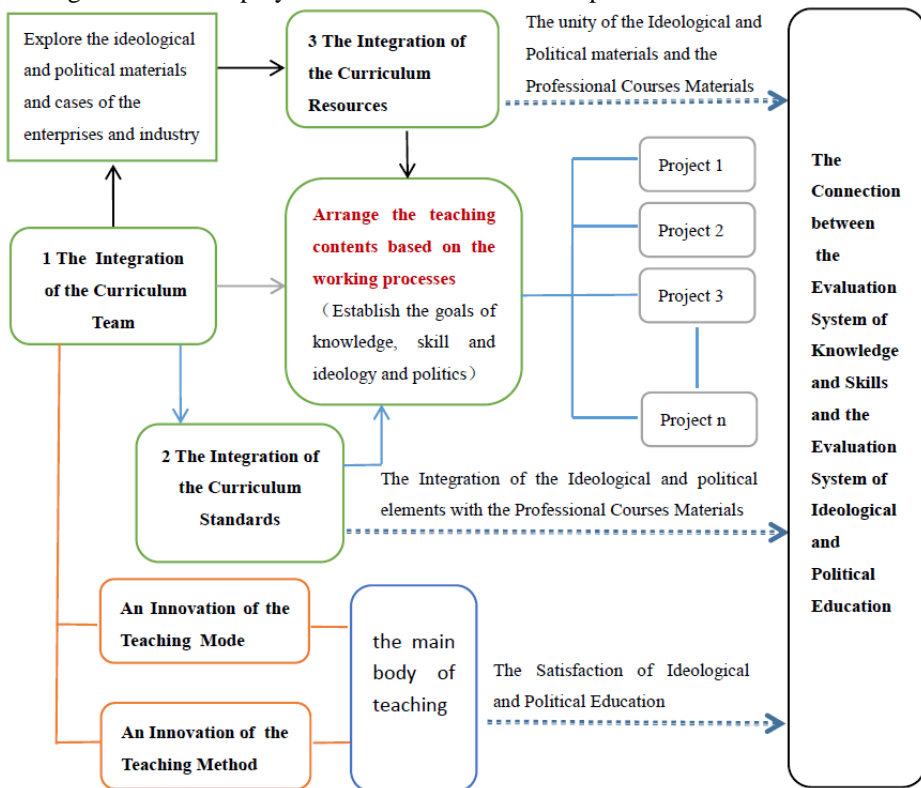 Explore the ideological
and political materials
and cases of the
enterprises and industry
3 The Integration of
the Curriculum
Resources
The unity of the Ideological and
Political materials and the
Professional Courses Materials
1 The Integration
of the Curriculum
Team
Arrange the teaching
contents based on the
working processes
（Establish the goals of
knowledge, skill and
ideology and politics）
Project 1
Project 2
Project 3
Project n
2 The Integration of
the Curriculum
Standards
The Integration of the Ideological and political
elements with the Professional Courses Materials
An Innovation of the
Teaching Mode
An Innovation of the
Teaching Method
the main
body of
teaching
The Satisfaction of Ideological
and Political Education
The
Connection
between
the
Evaluation
System of
Knowledge
and Skills
and the
Evaluation
System of
Ideological
and
Political
Education